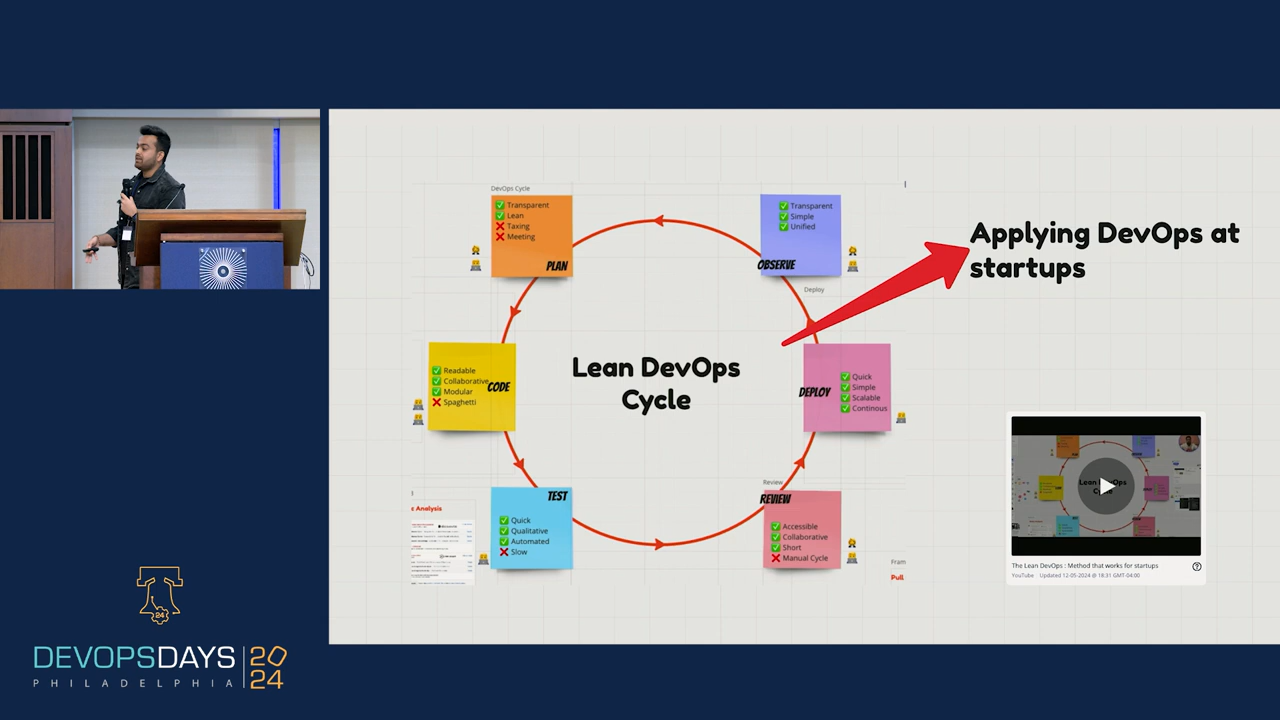 DevOps Cycle
✅ Transparent
✅ Lean
❌ Taxing
❌ Meeting
PLAN
✅ Transparent
✅ Simple
✅ Unified
OBSERVE
Applying DevOps at
startups
Deploy
✅ Readable
✅ Collaborative
✅ Modular
❌ Spaghetti
CODE
Lean DevOps
Cycle
✅ Quick
✅ Simple
✅ Scalable
✅ Continous
DEPLOY
TEST
✅ Quick
✅ Qualitative
✅ Automated
❌ Slow
Review
REVIEW
✅ Accessible
✅ Collaborative
✅ Short
❌ Manual Cycle
c Analysis
Fram
Pull
Lean DevOps
The Lean DevOps : Method that works for startups
YouTube · Updated 12-05-2024 @ 18:31 GMT-04:00
24
DEVOPSDAYS 2024
PHILADELPHIA